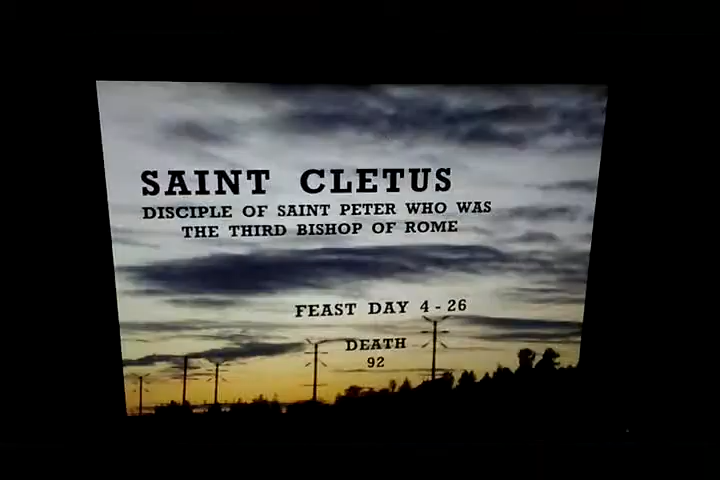 SAINT CLETUS
DISCIPLE OF SAINT PETER WHO WAS
THE THIRD BISHOP OF ROME
FEAST DAY 4-26
DEATH
92